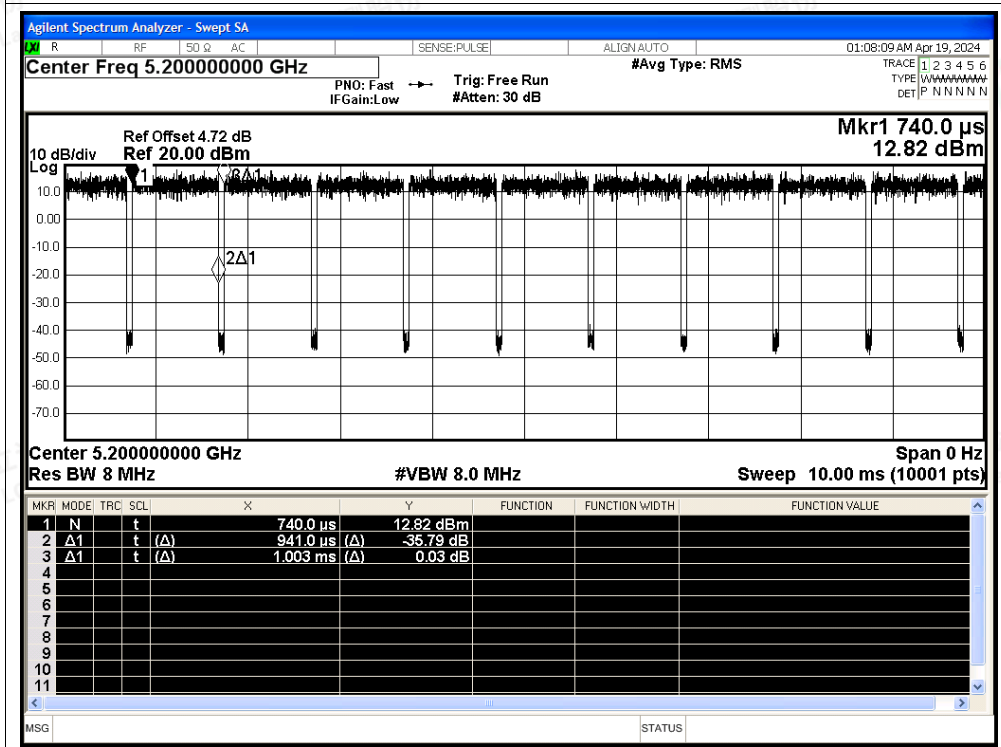 Agilent Spectrum Analyzer - Swept SA
LXI R RF 50 Ω AC SENSE:PULSE ALIGN AUTO 01:08:09 AM Apr 19, 2024
Center Freq 5.200000000 GHz #Avg Type: RMS TRACE 1 2 3 4 5 6
PNO: Fast Trig: Free Run TYPE WWWWWW
IFGain:Low #Atten: 30 dB DET P N N N N N
Mkr1 740.0 µs
Ref Offset 4.72 dB
10 dB/div Ref 20.00 dBm 12.82 dBm
Log
1 3Δ1
10.0
0.00
-10.0
2Δ1
-20.0
-30.0
-40.0
-50.0
-60.0
-70.0
Center 5.200000000 GHz Span 0 Hz
Res BW 8 MHz #VBW 8.0 MHz Sweep 10.00 ms (10001 pts)
MKR MODE TRC SCL X Y FUNCTION FUNCTION WIDTH FUNCTION VALUE
1 N t 740.0 µs 12.82 dBm
2 Δ1 t (Δ) 941.0 µs (Δ) -35.79 dB
3 Δ1 t (Δ) 1.003 ms (Δ) 0.03 dB
4
5
6
7
8
9
10
11
MSG STATUS